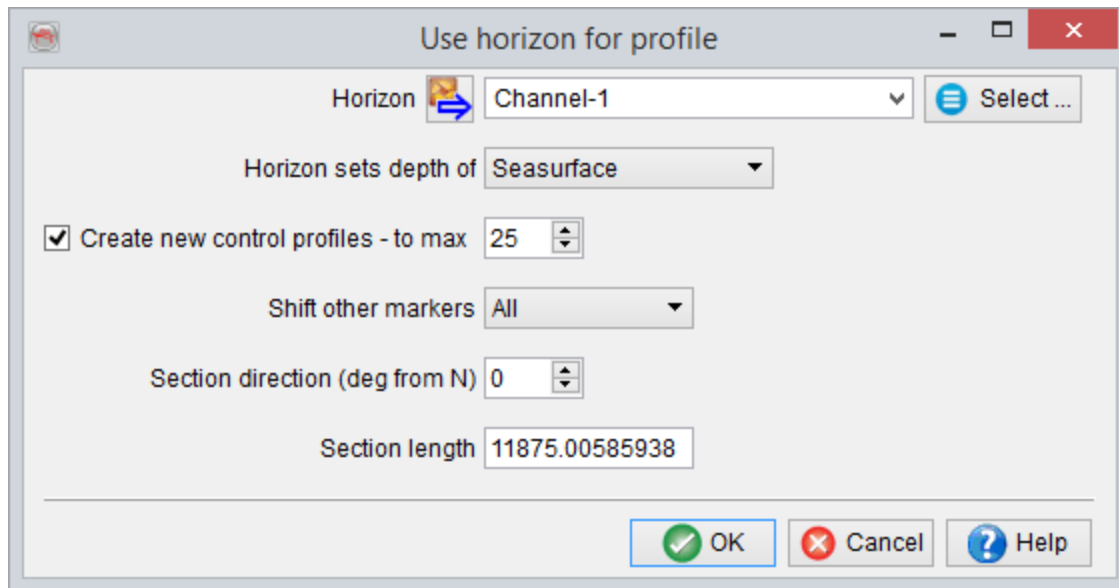 Use horizon for profile
Horizon Channel-1 Select ...
Horizon sets depth of Seasurface
Create new control profiles - to max 25
Shift other markers All
Section direction (deg from N) 0
Section length 11875.00585938
OK Cancel Help